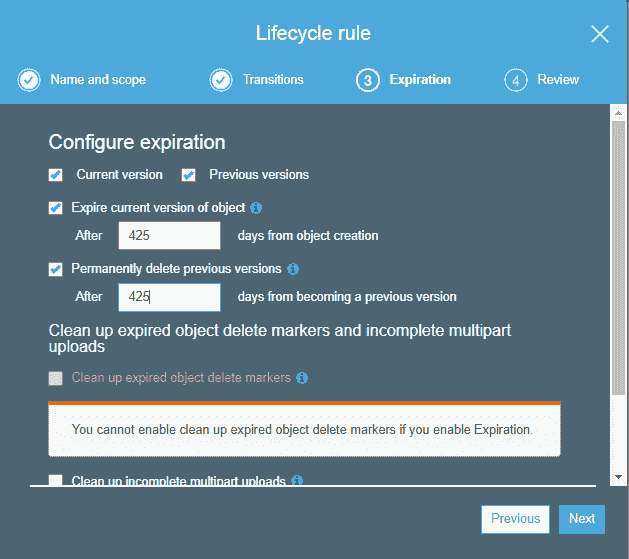 Lifecycle rule
Name and scope
Transitions
3 Expiration
4 Review
Configure expiration
Current version Previous versions
Expire current version of object
After 425 days from object creation
Permanently delete previous versions
After 425 days from becoming a previous version
Clean up expired object delete markers and incomplete multipart
uploads
Clean up expired object delete markers
You cannot enable clean up expired object delete markers if you enable Expiration.
Clean up incomplete multipart uploads
Previous Next